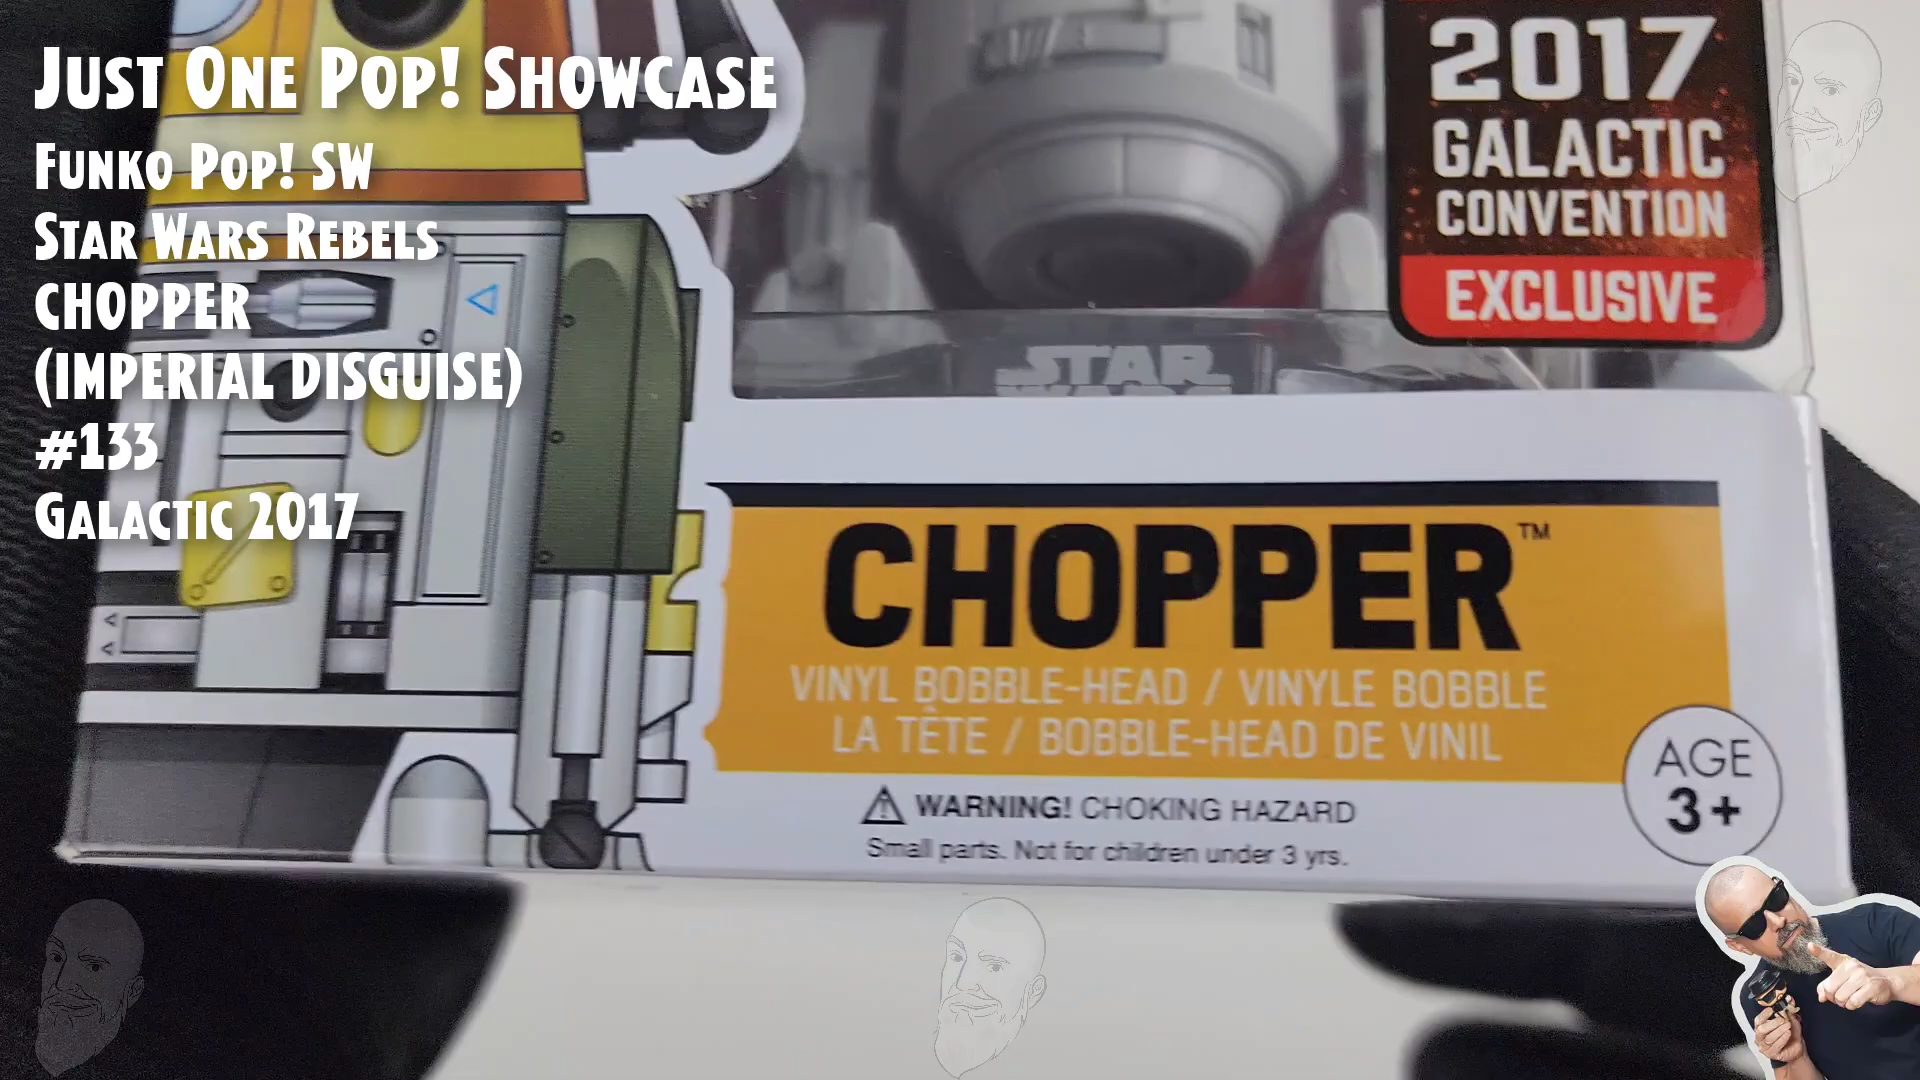 Just One Pop! Showcase
Funko Pop! SW
Star Wars Rebels
CHOPPER
(IMPERIAL DISGUISE)
#133
Galactic 2017
2017
GALACTIC
CONVENTION
EXCLUSIVE
STAR
WARS
CHOPPER™
VINYL BOBBLE-HEAD / VINYLE BOBBLE
LA TÊTE / BOBBLE-HEAD DE VINIL
⚠ WARNING! CHOKING HAZARD
Small parts. Not for children under 3 yrs.
AGE
3+